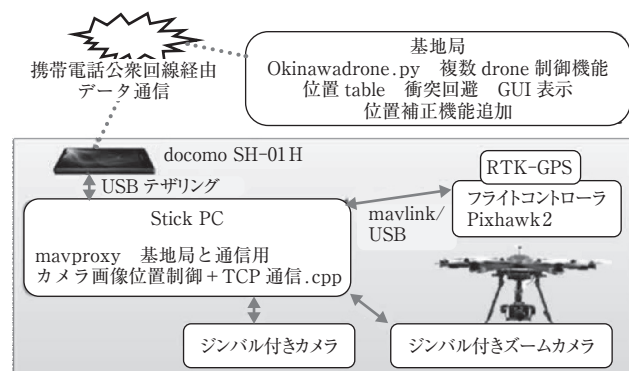 基地局
Okinawadrone.py 複数 drone 制御機能
位置 table 衝突回避 GUI 表示
位置補正機能追加
携帯電話公衆回線経由
データ通信
docomo SH-01H
USB テザリング
Stick PC
mavproxy 基地局と通信用
カメラ画像位置制御＋TCP 通信.cpp
mavlink/
USB
RTK-GPS
フライトコントローラ
Pixhawk2
ジンバル付きカメラ
ジンバル付きズームカメラ